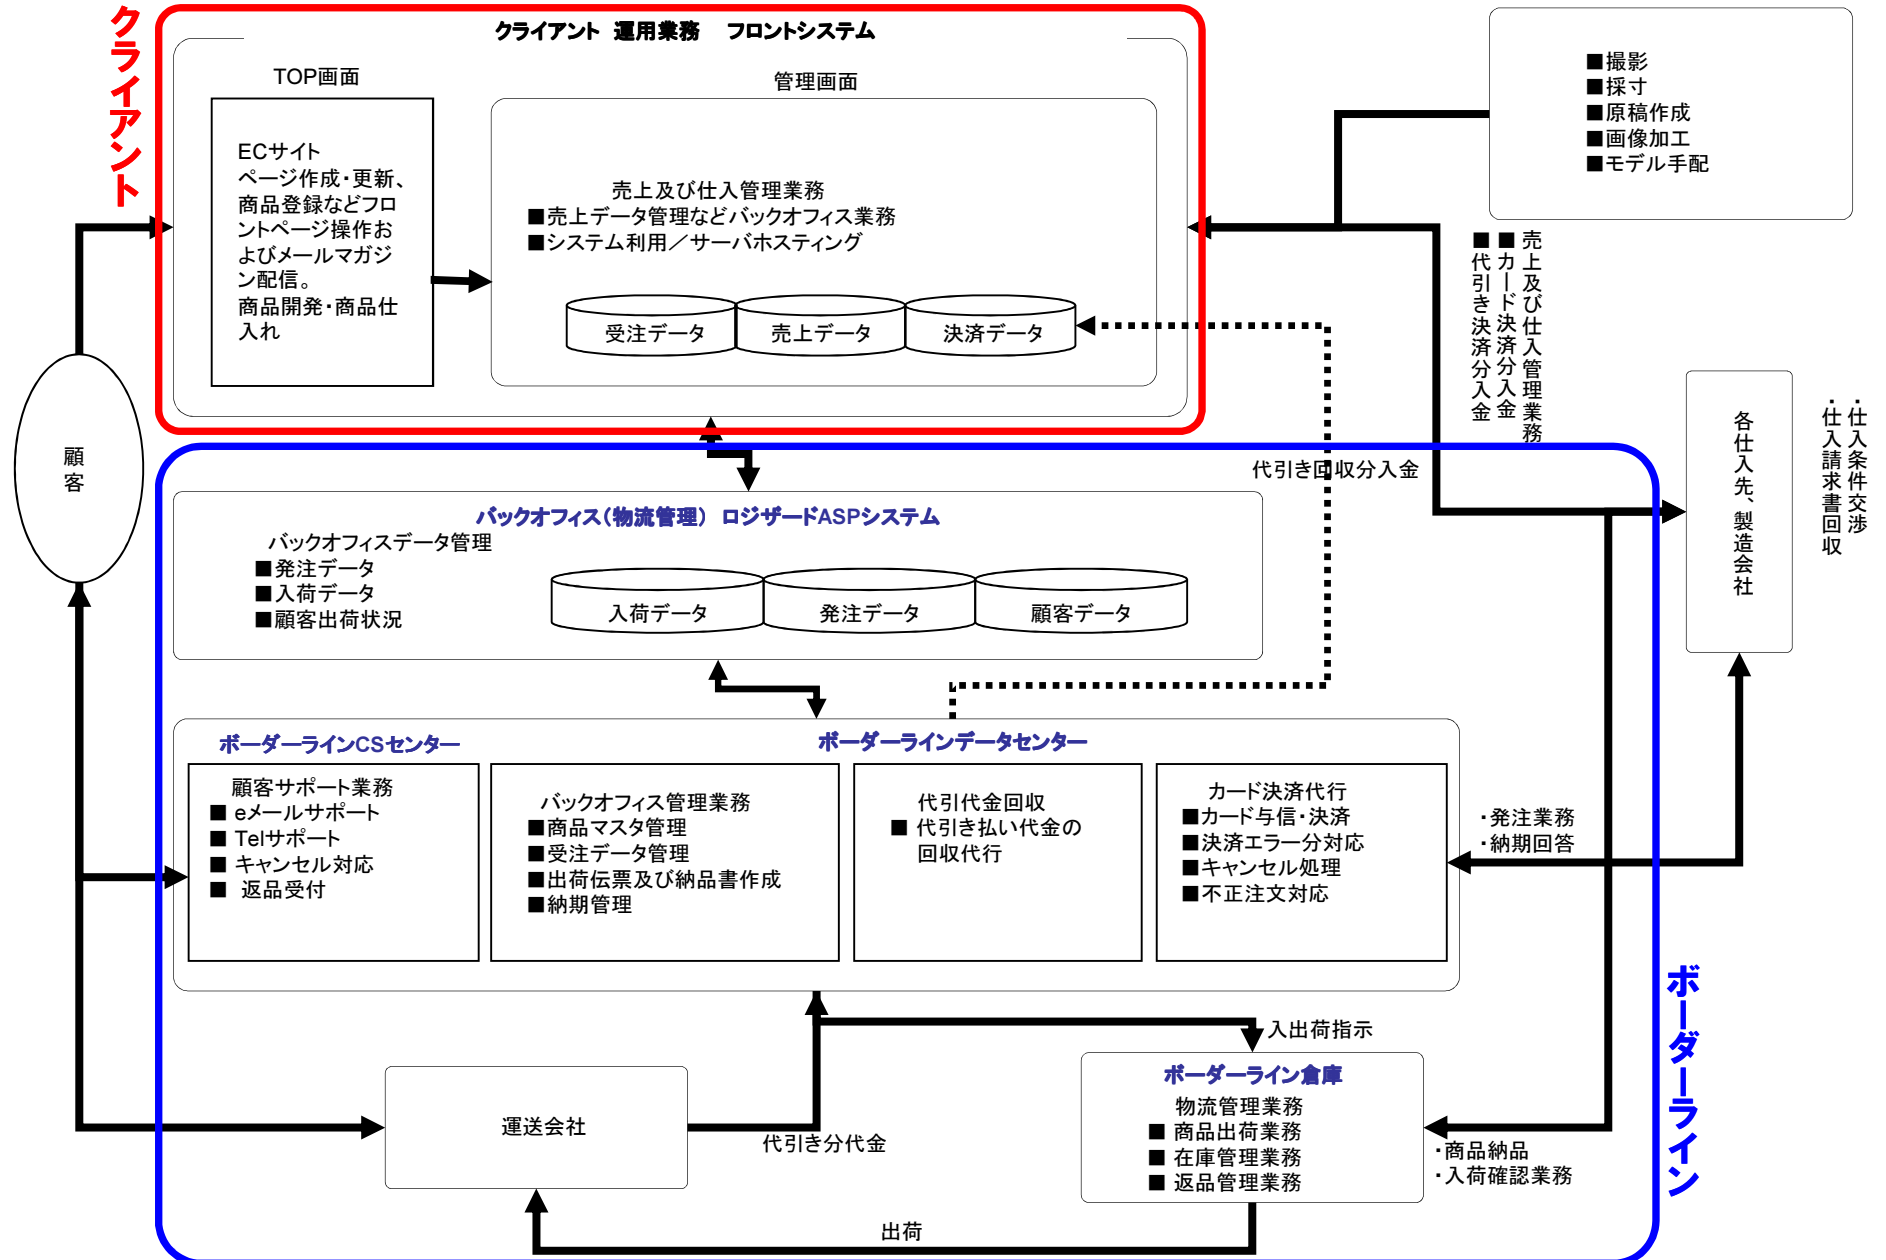 クライアント
クライアント 運用業務 フロントシステム
TOP画面
ECサイト
ページ作成・更新、
商品登録などフロ
ントページ操作お
よびメールマガジ
ン配信。
商品開発・商品仕
入れ
管理画面
売上及び仕入管理業務
■売上データ管理などバックオフィス業務
■システム利用／サーバホスティング
受注データ
売上データ
決済データ
■撮影
■採寸
■原稿作成
■画像加工
■モデル手配
売上及び仕入管理業務
■カード決済分入金
■代引き決済分入金
顧客
各仕入先、製造会社
・仕入条件交渉
・仕入請求書回収
代引き回収分入金
バックオフィス（物流管理） ロジザードASPシステム
バックオフィスデータ管理
■発注データ
■入荷データ
■顧客出荷状況
入荷データ
発注データ
顧客データ
ボーダーラインCSセンター
ボーダーラインデータセンター
顧客サポート業務
■ eメールサポート
■ Telサポート
■ キャンセル対応
■ 返品受付
バックオフィス管理業務
■商品マスタ管理
■受注データ管理
■出荷伝票及び納品書作成
■納期管理
代引代金回収
■ 代引き払い代金の
回収代行
カード決済代行
■カード与信・決済
■決済エラー分対応
■キャンセル処理
■不正注文対応
・発注業務
・納期回答
ボーダーライン
入出荷指示
運送会社
代引き分代金
ボーダーライン倉庫
物流管理業務
■ 商品出荷業務
■ 在庫管理業務
■ 返品管理業務
・商品納品
・入荷確認業務
出荷